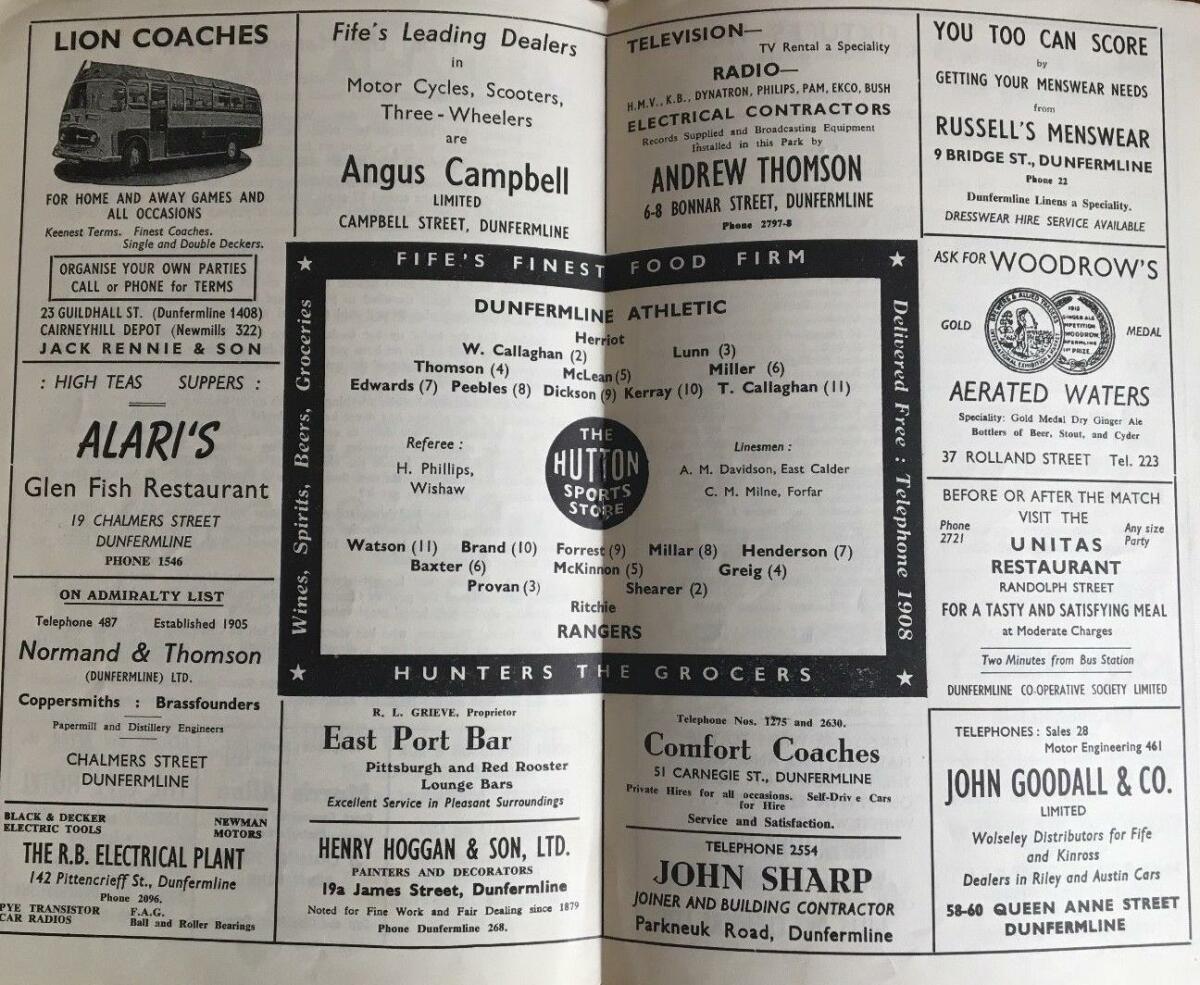 LION COACHES
FOR HOME AND AWAY GAMES AND
ALL OCCASIONS
Keenest Terms. Finest Coaches.
Single and Double Deckers.
ORGANISE YOUR OWN PARTIES
CALL or PHONE for TERMS
23 GUILDHALL ST. (Dunfermline 1408)
CAIRNEYHILL DEPOT (Newmills 322)
JACK RENNIE & SON
: HIGH TEAS SUPPERS :
ALARI'S
Glen Fish Restaurant
19 CHALMERS STREET
DUNFERMLINE
PHONE 1546
ON ADMIRALTY LIST
Telephone 487 Established 1905
Normand & Thomson
(DUNFERMLINE) LTD.
Coppersmiths : Brassfounders
Papermill and Distillery Engineers
CHALMERS STREET
DUNFERMLINE
BLACK & DECKER
ELECTRIC TOOLS
NEWMAN
MOTORS
THE R.B. ELECTRICAL PLANT
142 Pittencrieff St., Dunfermline
Phone 2096.
PYE TRANSISTOR
CAR RADIOS
F.A.G.
Ball and Roller Bearings
Fife's Leading Dealers
in
Motor Cycles, Scooters,
Three-Wheelers
are
Angus Campbell
LIMITED
CAMPBELL STREET, DUNFERMLINE
TELEVISION—
TV Rental a Speciality
RADIO—
H.M.V., K.B., DYNATRON, PHILIPS, PAM, EKCO, BUSH
ELECTRICAL CONTRACTORS
Records Supplied and Broadcasting Equipment
Installed in this Park by
ANDREW THOMSON
6-8 BONNAR STREET, DUNFERMLINE
Phone 2797-8
FIFE'S FINEST FOOD FIRM
Wines, Spirits, Beers, Groceries
DUNFERMLINE ATHLETIC
Herriot
W. Callaghan (2) Lunn (3)
Thomson (4) McLean (5) Miller (6)
Edwards (7) Peebles (8) Dickson (9) Kerray (10) T. Callaghan (11)
Referee :
H. Phillips,
Wishaw
THE
HUTTON
SPORTS
STORE
Linesmen :
A. M. Davidson, East Calder
C. M. Milne, Forfar
Watson (11) Brand (10) Forrest (9) Millar (8) Henderson (7)
Baxter (6) McKinnon (5) Greig (4)
Provan (3) Shearer (2)
Ritchie
RANGERS
Delivered Free : Telephone 1908
HUNTERS THE GROCERS
R. L. GRIEVE, Proprietor
East Port Bar
Pittsburgh and Red Rooster
Lounge Bars
Excellent Service in Pleasant Surroundings
HENRY HOGGAN & SON, LTD.
PAINTERS AND DECORATORS
19a James Street, Dunfermline
Noted for Fine Work and Fair Dealing since 1879
Phone Dunfermline 268.
Telephone Nos. 1275 and 2630.
Comfort Coaches
51 CARNEGIE ST., DUNFERMLINE
Private Hires for all occasions. Self-Drive Cars
for Hire
Service and Satisfaction.
TELEPHONE 2554
JOHN SHARP
JOINER AND BUILDING CONTRACTOR
Parkneuk Road, Dunfermline
YOU TOO CAN SCORE
by
GETTING YOUR MENSWEAR NEEDS
from
RUSSELL'S MENSWEAR
9 BRIDGE ST., DUNFERMLINE
Phone 22
Dunfermline Linens a Speciality.
DRESSWEAR HIRE SERVICE AVAILABLE
ASK FOR WOODROW'S
GOLD MEDAL
AERATED WATERS
Speciality: Gold Medal Dry Ginger Ale
Bottlers of Beer, Stout, and Cyder
37 ROLLAND STREET Tel. 223
BEFORE OR AFTER THE MATCH
VISIT THE
Phone
2721
Any size
Party
UNITAS
RESTAURANT
RANDOLPH STREET
FOR A TASTY AND SATISFYING MEAL
at Moderate Charges
Two Minutes from Bus Station
DUNFERMLINE CO-OPERATIVE SOCIETY LIMITED
TELEPHONES: Sales 28
Motor Engineering 461
JOHN GOODALL & CO.
LIMITED
Wolseley Distributors for Fife
and Kinross
Dealers in Riley and Austin Cars
58-60 QUEEN ANNE STREET
DUNFERMLINE